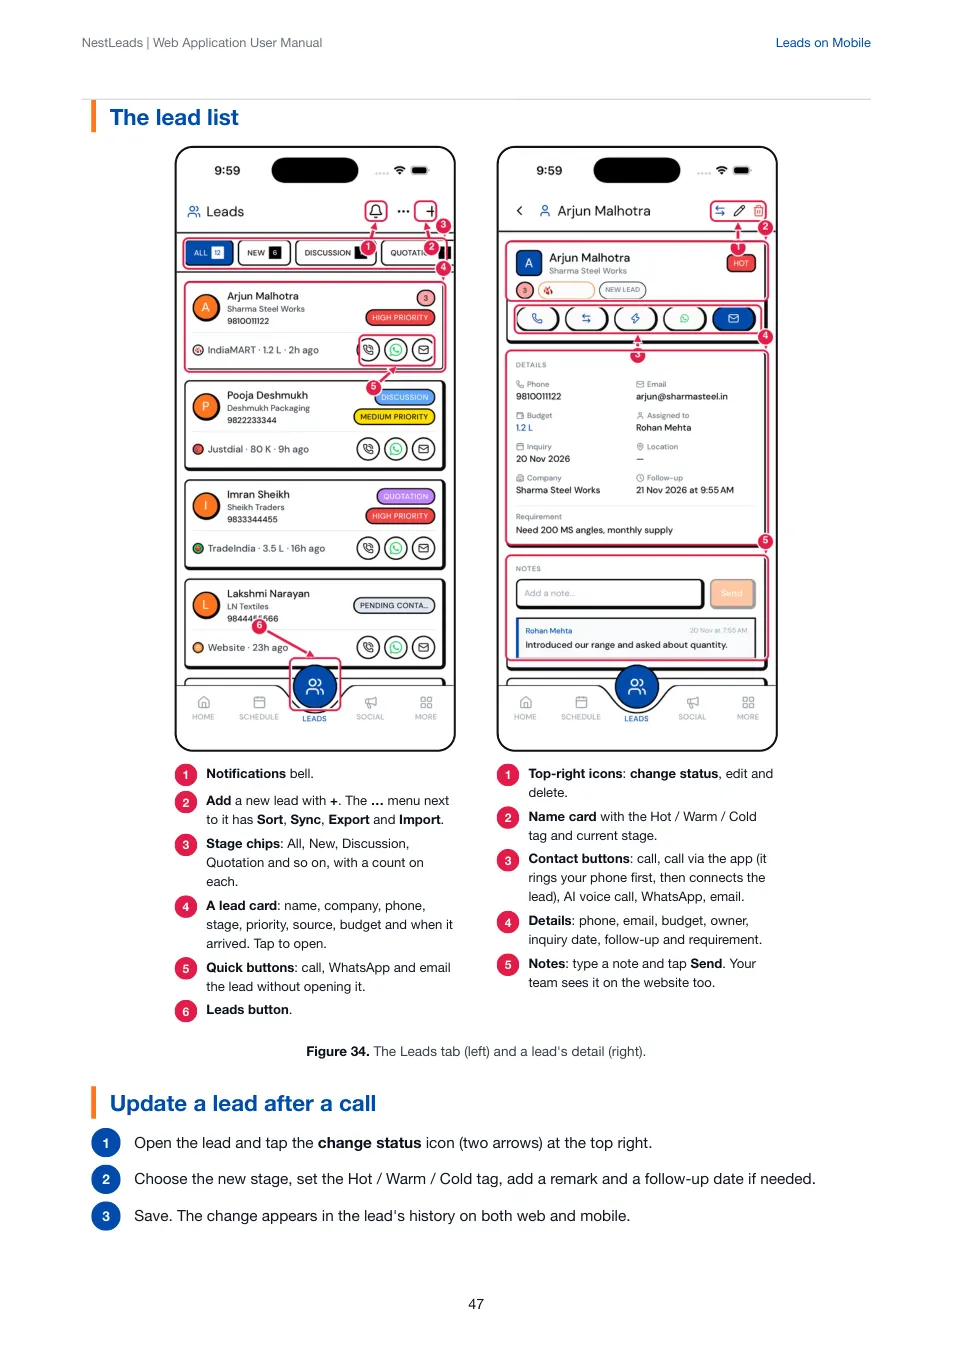 NestLeads | Web Application User Manual
Leads on Mobile
The lead list
9:59
Leads
1
2
3
ALL 12
NEW 6
DISCUSSION
QUOTATI
4
Arjun Malhotra
Sharma Steel Works
9810011122
3
HIGH PRIORITY
IndiaMART · 1.2 L · 2h ago
5
Pooja Deshmukh
Deshmukh Packaging
9822233344
DISCUSSION
MEDIUM PRIORITY
Justdial · 80 K · 9h ago
Imran Sheikh
Sheikh Traders
9833344455
QUOTATION
HIGH PRIORITY
TradeIndia · 3.5 L · 16h ago
Lakshmi Narayan
LN Textiles
9844455566
PENDING CONTA...
6
Website · 23h ago
HOME
SCHEDULE
LEADS
SOCIAL
MORE
9:59
Arjun Malhotra
1
2
A
Arjun Malhotra
Sharma Steel Works
HOT
3
NEW LEAD
3
4
DETAILS
Phone
9810011122
Email
arjun@sharmasteel.in
Budget
1.2 L
Assigned to
Rohan Mehta
Inquiry
20 Nov 2026
Location
—
Company
Sharma Steel Works
Follow-up
21 Nov 2026 at 9:55 AM
Requirement
Need 200 MS angles, monthly supply
5
NOTES
Add a note...
Send
Rohan Mehta
20 Nov at 7:55 AM
Introduced our range and asked about quantity.
HOME
SCHEDULE
LEADS
SOCIAL
MORE
1 Notifications bell.
2 Add a new lead with +. The ... menu next
to it has Sort, Sync, Export and Import.
3 Stage chips: All, New, Discussion,
Quotation and so on, with a count on
each.
4 A lead card: name, company, phone,
stage, priority, source, budget and when it
arrived. Tap to open.
5 Quick buttons: call, WhatsApp and email
the lead without opening it.
6 Leads button.
1 Top-right icons: change status, edit and
delete.
2 Name card with the Hot / Warm / Cold
tag and current stage.
3 Contact buttons: call, call via the app (it
rings your phone first, then connects the
lead), AI voice call, WhatsApp, email.
4 Details: phone, email, budget, owner,
inquiry date, follow-up and requirement.
5 Notes: type a note and tap Send. Your
team sees it on the website too.
Figure 34. The Leads tab (left) and a lead's detail (right).
Update a lead after a call
1 Open the lead and tap the change status icon (two arrows) at the top right.
2 Choose the new stage, set the Hot / Warm / Cold tag, add a remark and a follow-up date if needed.
3 Save. The change appears in the lead's history on both web and mobile.
47